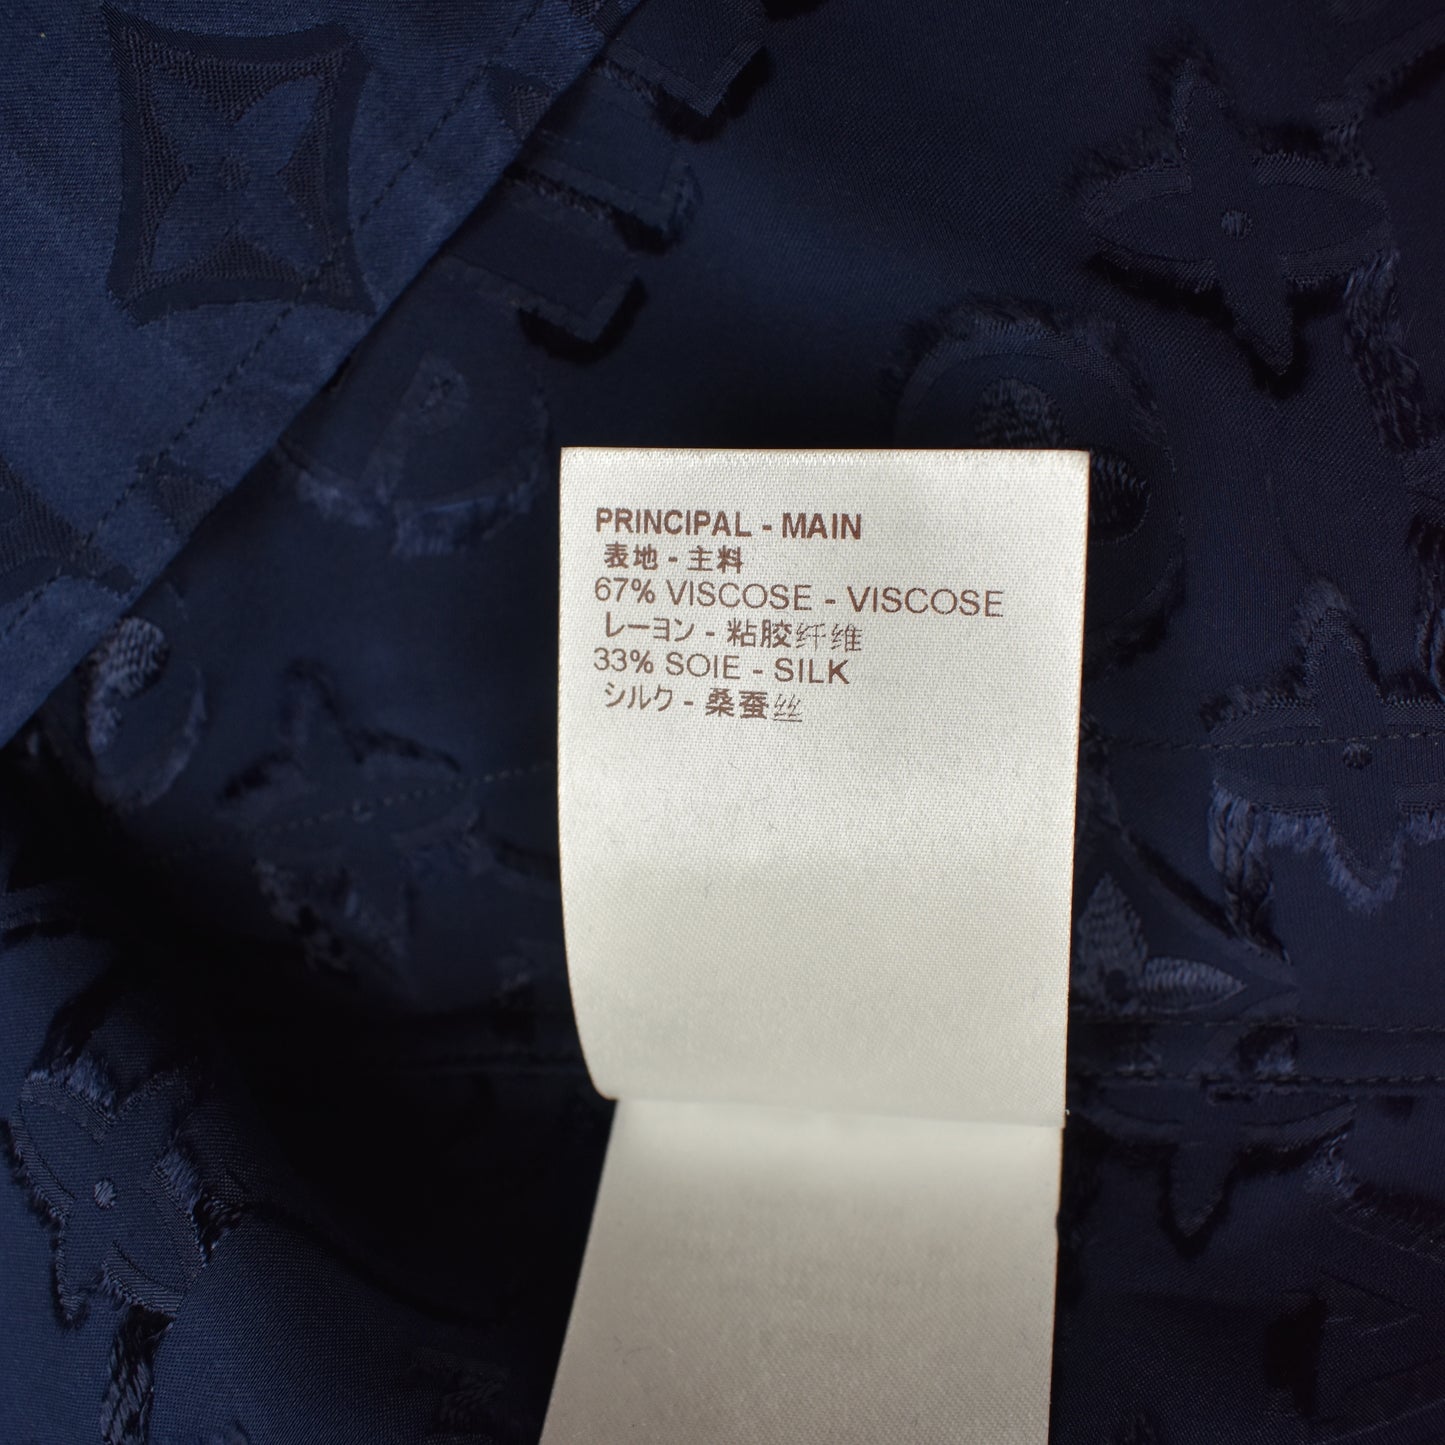 PRINCIPAL - MAIN
表地 - 主料
67% VISCOSE - VISCOSE
レーヨン - 粘胶纤维
33% SOIE - SILK
シルク - 桑蚕丝